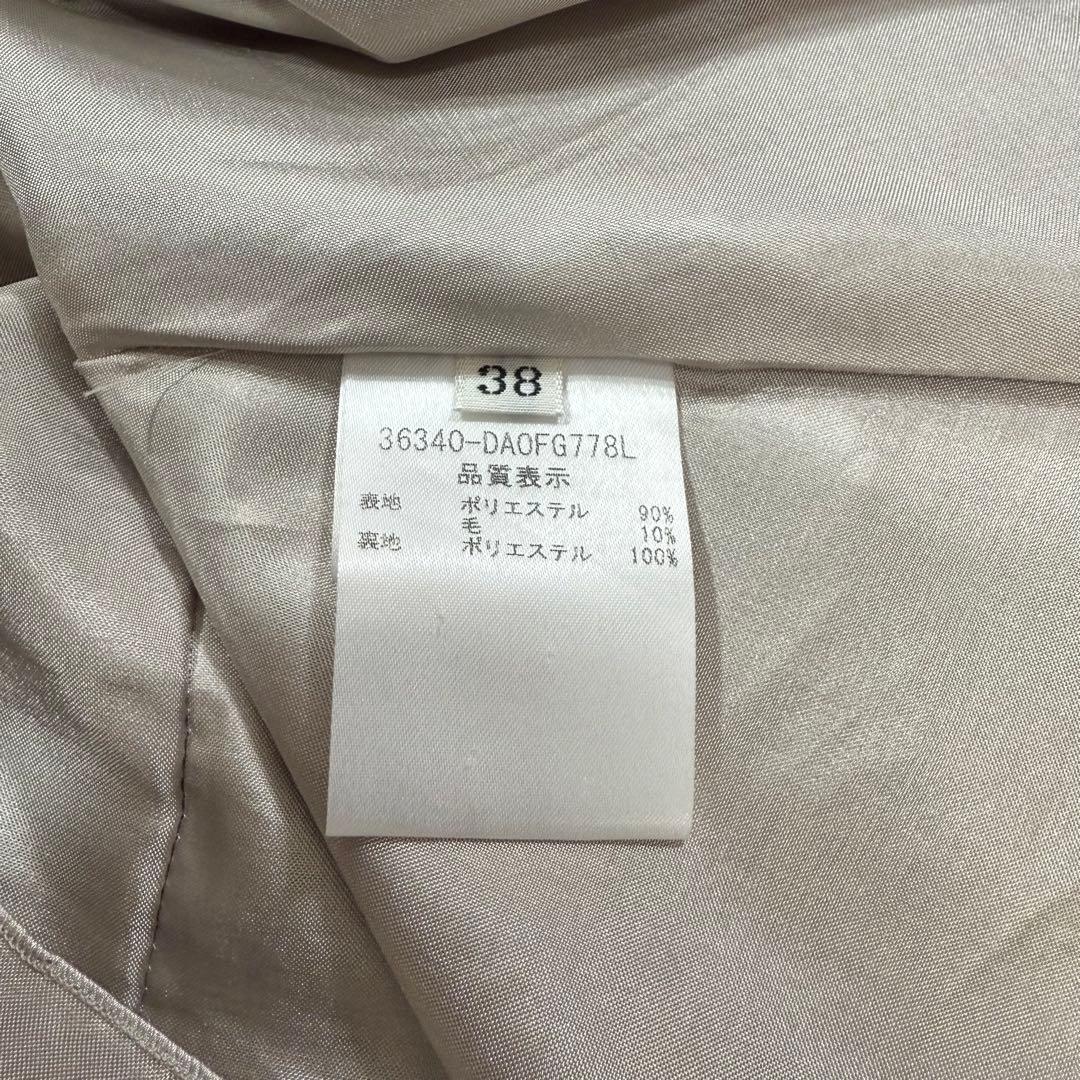 38
36340-DA0FG778L
品質表示
表地 ポリエステル 90%
毛 10%
裏地 ポリエステル 100%